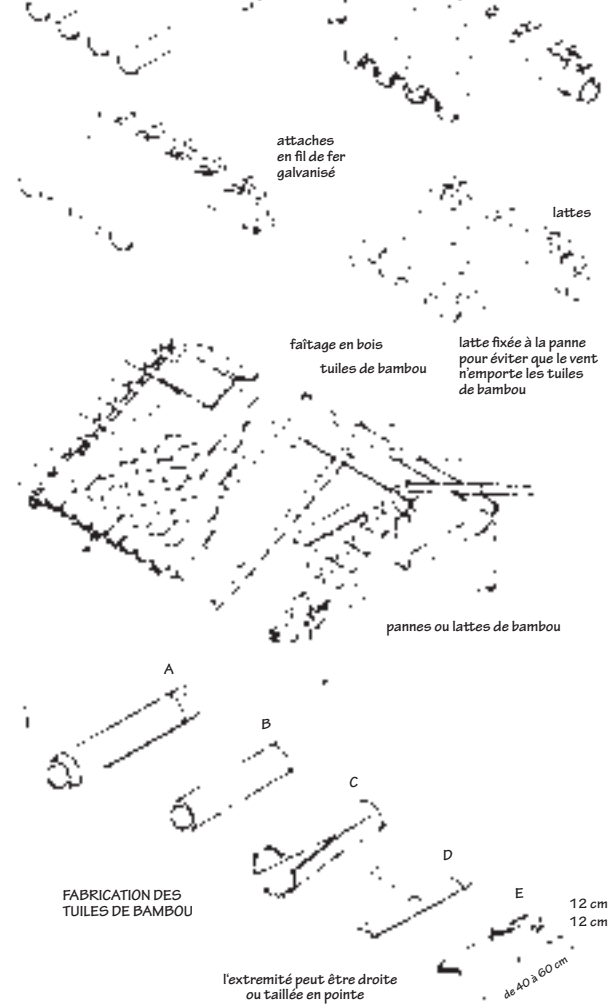 attaches
en fil de fer
galvanisé
lattes
faîtage en bois
tuiles de bambou
latte fixée à la panne
pour éviter que le vent
n'emporte les tuiles
de bambou
pannes ou lattes de bambou
A
B
C
D
E
12 cm
12 cm
de 40 à 60 cm
FABRICATION DES
TUILES DE BAMBOU
l'extremité peut être droite
ou taillée en pointe